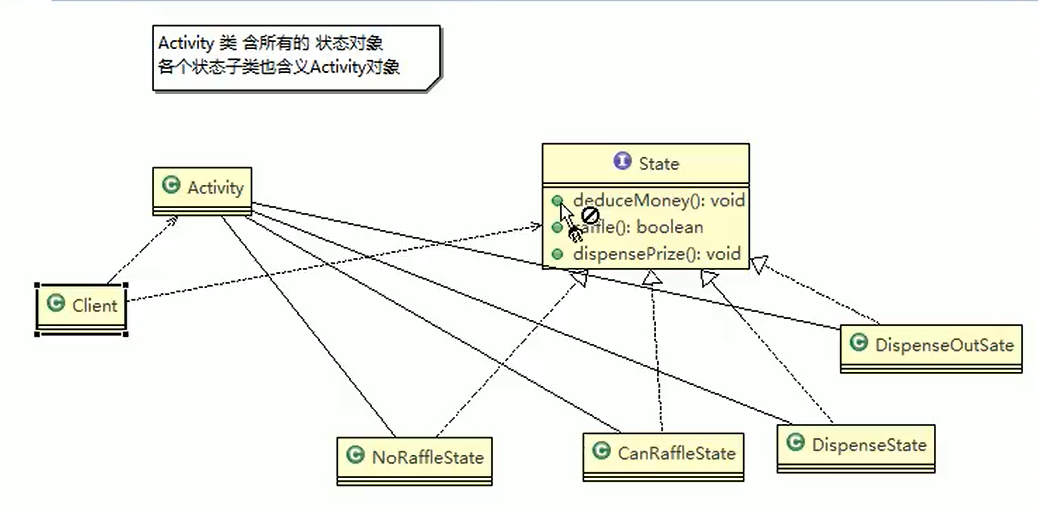 Activity 类 含所有的 状态对象
各个状态子类也含义Activity对象
Activity
I State
deduceMoney(): void
raffle(): boolean
dispensePrize(): void
C Client
C DispenseOutSate
C NoRaffleState
C CanRaffleState
C DispenseState